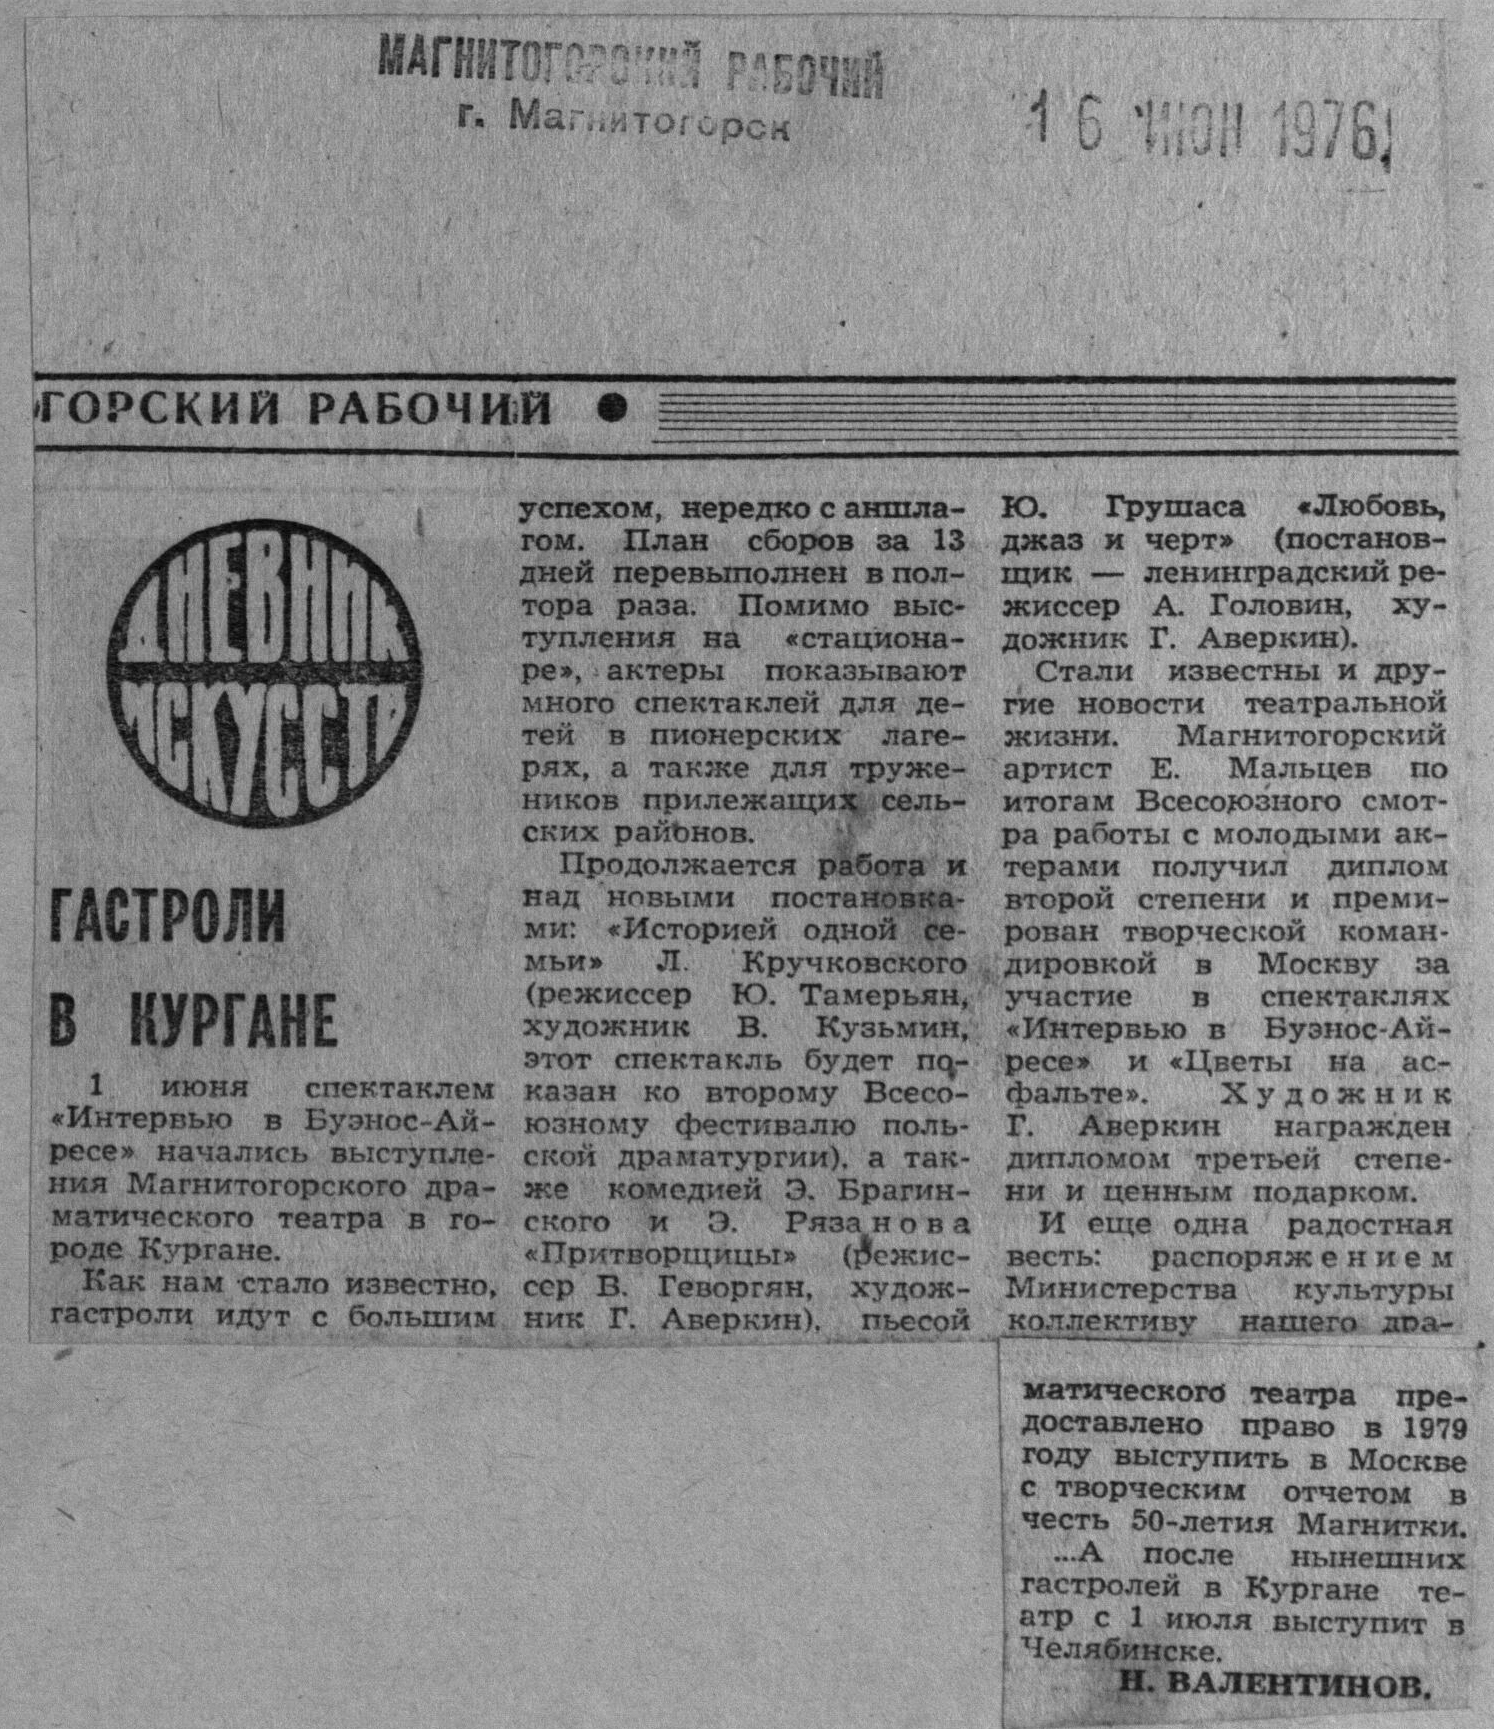 МАГНИТОГОРСКИЙ РАБОЧИЙ
г. Магнитогорск
16 ИЮН 1976
ГОРСКИЙ РАБОЧИЙ ●
ДНЕВНИК
ИСКУССТВ
ГАСТРОЛИ
В КУРГАНЕ
1 июня спектаклем
«Интервью в Буэнос-Ай-
ресе» начались выступле-
ния Магнитогорского дра-
матического театра в го-
роде Кургане.
Как нам стало известно,
гастроли идут с большим
успехом, нередко с аншла-
гом. План сборов за 13
дней перевыполнен в пол-
тора раза. Помимо выс-
тупления на «стациона-
ре», актеры показывают
много спектаклей для де-
тей в пионерских лаге-
рях, а также для труже-
ников прилежащих сель-
ских районов.
Продолжается работа и
над новыми постановка-
ми: «Историей одной се-
мьи» Л. Кручковского
(режиссер Ю. Тамерьян,
художник В. Кузьмин,
этот спектакль будет по-
казан ко второму Всесо-
юзному фестивалю поль-
ской драматургии), а так-
же комедией Э. Брагин-
ского и Э. Рязанова
«Притворщицы» (режис-
сер В. Геворгян, худож-
ник Г. Аверкин), пьесой
Ю. Грушаса «Любовь,
джаз и черт» (постанов-
щик — ленинградский ре-
жиссер А. Головин, ху-
дожник Г. Аверкин).
Стали известны и дру-
гие новости театральной
жизни. Магнитогорский
артист Е. Мальцев по
итогам Всесоюзного смот-
ра работы с молодыми ак-
терами получил диплом
второй степени и преми-
рован творческой коман-
дировкой в Москву за
участие в спектаклях
«Интервью в Буэнос-Ай-
ресе» и «Цветы на ас-
фальте». Художник
Г. Аверкин награжден
дипломом третьей степе-
ни и ценным подарком.
И еще одна радостная
весть: распоряжением
Министерства культуры
коллективу нашего дра-
матического театра пре-
доставлено право в 1979
году выступить в Москве
с творческим отчетом в
честь 50-летия Магнитки.
...А после нынешних
гастролей в Кургане те-
атр с 1 июля выступит в
Челябинске.
Н. ВАЛЕНТИНОВ.